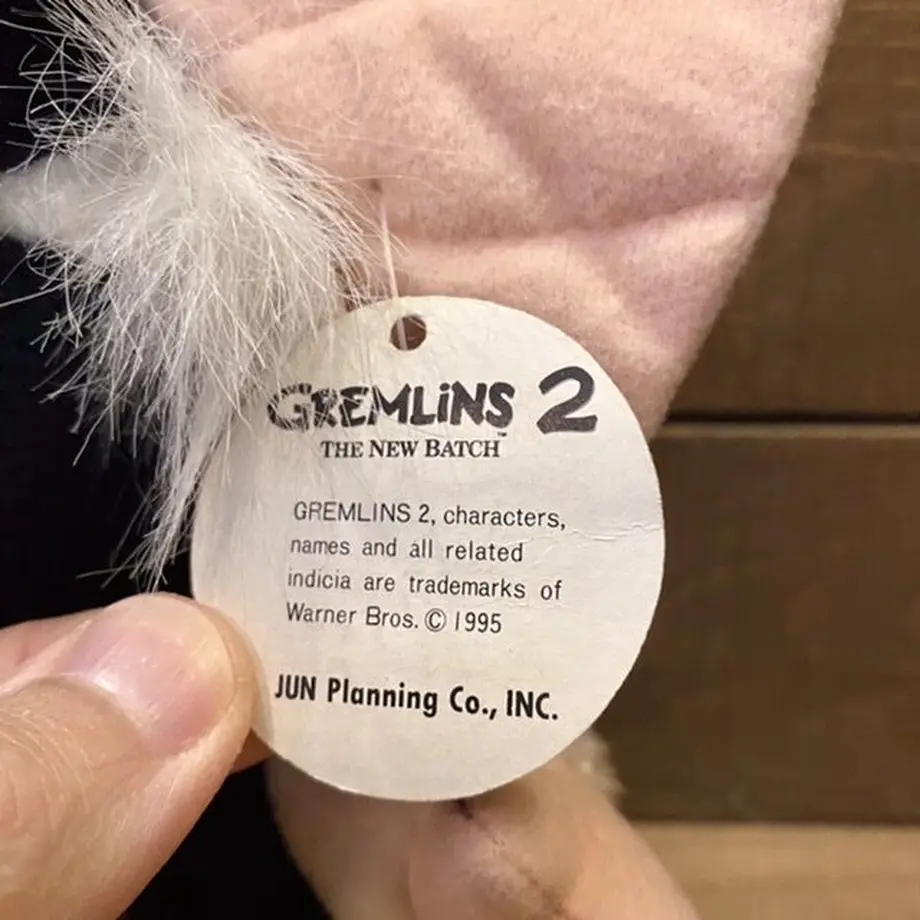 GREMLiNS 2
THE NEW BATCH™
GREMLINS 2, characters,
names and all related
indicia are trademarks of
Warner Bros. © 1995
JUN Planning Co., INC.